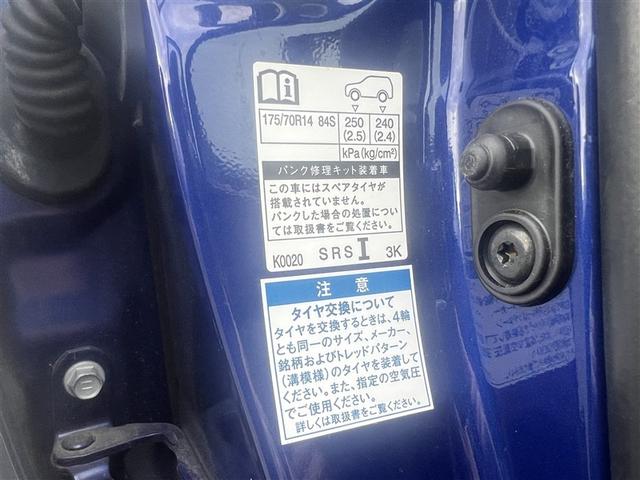 175/70R14 84S 250 240
(2.5) (2.4)
kPa(kg/cm²)
パンク修理キット装着車
この車にはスペアタイヤが
搭載されていません。
パンクした場合の処置につい
ては取扱書をご覧ください。
K0020 SRS I 3K
注 意
タイヤ交換について
タイヤを交換するときは、4輪
とも同一のサイズ、メーカー、
銘柄およびトレッドパターン
(溝模様)のタイヤを装着して
ください。また、指定の空気圧
でご使用ください。
詳しくは取扱書をご覧ください。